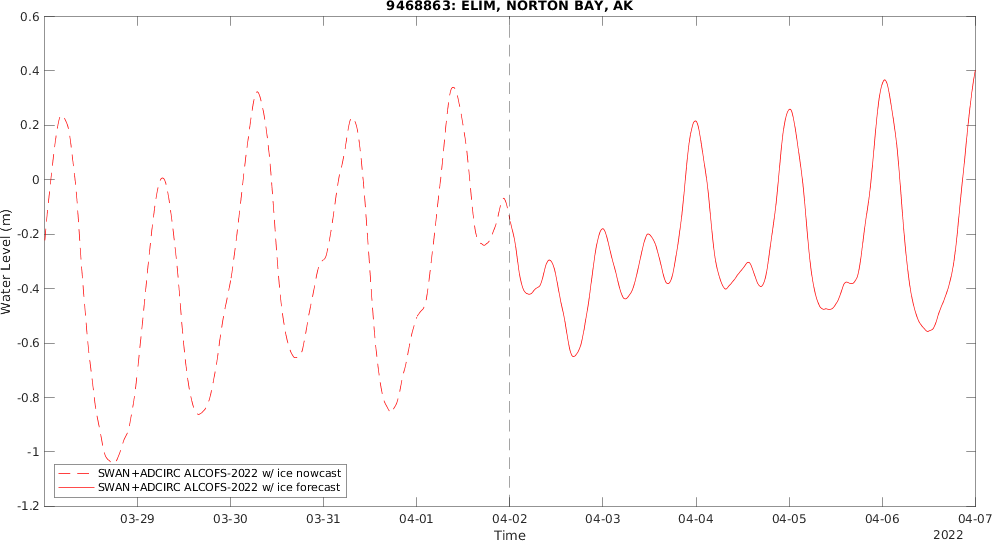 9468863: ELIM, NORTON BAY, AK
0.6
0.4
0.2
0
-0.2
-0.4
-0.6
-0.8
-1
-1.2
Water Level (m)
SWAN+ADCIRC ALCOFS-2022 w/ ice nowcast
SWAN+ADCIRC ALCOFS-2022 w/ ice forecast
03-29 03-30 03-31 04-01 04-02 04-03 04-04 04-05 04-06 04-07
Time
2022